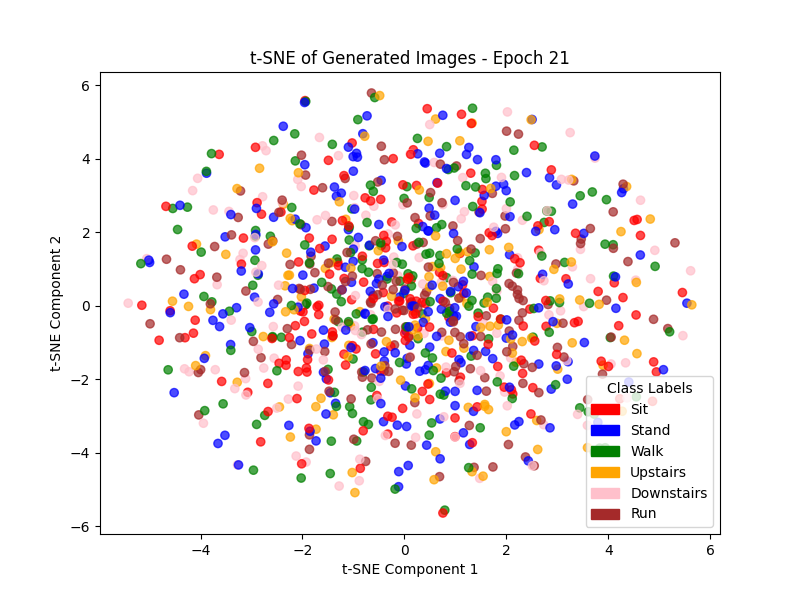 t-SNE of Generated Images - Epoch 21
6
4
2
0
−2
−4
−6
t-SNE Component 2
−4
−2
0
2
4
6
t-SNE Component 1
Class Labels
Sit
Stand
Walk
Upstairs
Downstairs
Run